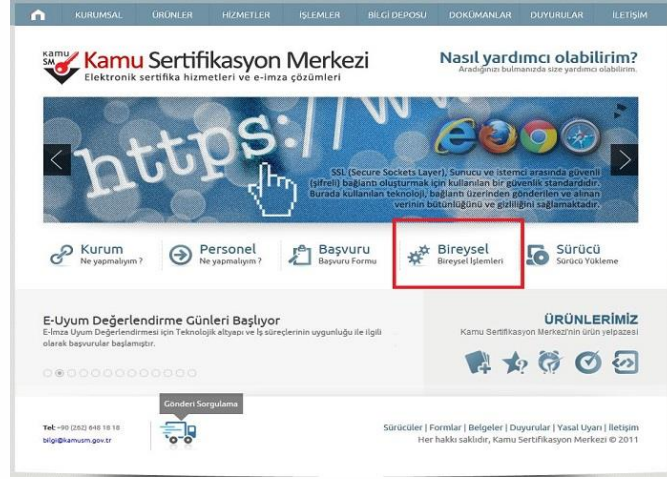 KURUMSAL ÜRÜNLER HİZMETLER İŞLEMLER BİLGİ DEPOSU DOKÜMANLAR DUYURULAR İLETİŞİM
kamu SM
Kamu Sertifikasyon Merkezi
Elektronik sertifika hizmetleri ve e-imza çözümleri
Nasıl yardımcı olabilirim?
Aradığınızı bulmanızda size yardımcı olabilirim.
https://www.
SSL (Secure Sockets Layer), Sunucu ve istemci arasında güvenli
(şifreli) bağlantı oluşturmak için kullanılan bir güvenlik standardıdır.
Burada kullanılan teknoloji, bağlantı üzerinden gönderilen ve alınan
verinin bütünlüğünü ve gizliliğini sağlamaktadır.
Kurum
Ne yapmalıyım ?
Personel
Ne yapmalıyım ?
Başvuru
Başvuru Formu
Bireysel
Bireysel İşlemleri
Sürücü
Sürücü Yükleme
E-Uyum Değerlendirme Günleri Başlıyor
E-İmza Uyum Değerlendirmesi için Teknolojik altyapı ve İş süreçlerinin uygunluğu ile ilgili
olarak başvurular başlamıştır.
ÜRÜNLERİMİZ
Kamu Sertifikasyon Merkezi'nin ürün yelpazesi
Gönderi Sorgulama
Tel: +90 (262) 648 18 18
bilgi@kamusm.gov.tr
Sürücüler | Formlar | Belgeler | Duyurular | Yasal Uyarı | İletişim
Her hakkı saklıdır, Kamu Sertifikasyon Merkezi © 2011